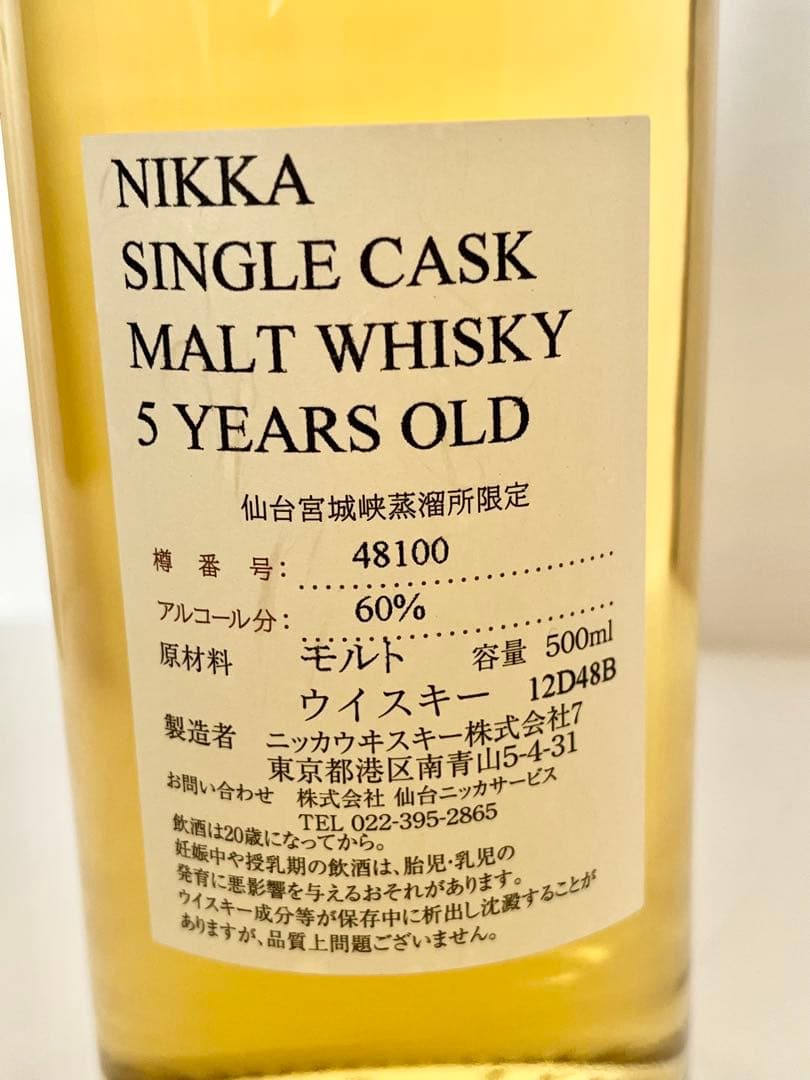 NIKKA
SINGLE CASK
MALT WHISKY
5 YEARS OLD
仙台宮城峡蒸溜所限定
樽番号: 48100
アルコール分: 60%
原材料 モルト 容量 500ml
ウイスキー 12D48B
製造者 ニッカウヰスキー株式会社7
東京都港区南青山5-4-31
お問い合わせ 株式会社 仙台ニッカサービス
TEL 022-395-2865
飲酒は20歳になってから。
妊娠中や授乳期の飲酒は、胎児・乳児の
発育に悪影響を与えるおそれがあります。
ウイスキー成分等が保存中に析出し沈澱することが
ありますが、品質上問題ございません。